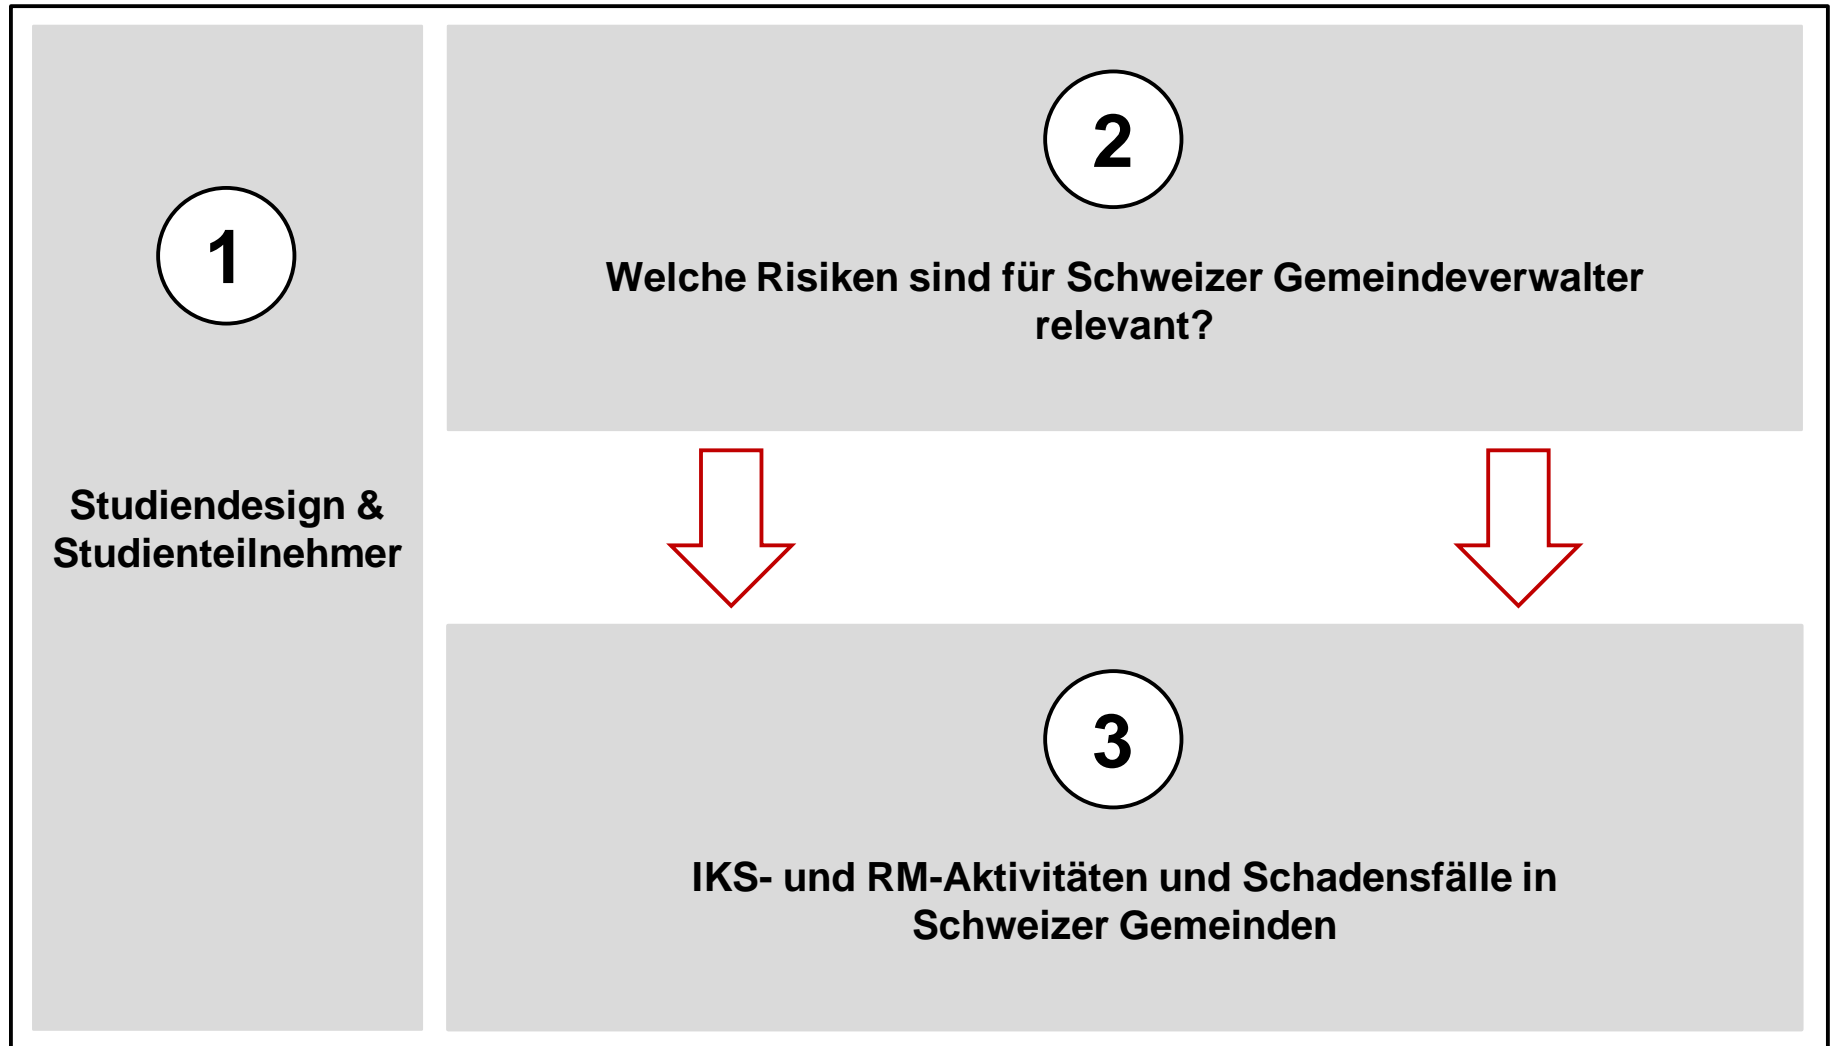 1
Studiendesign &
Studienteilnehmer
2
Welche Risiken sind für Schweizer Gemeindeverwalter
relevant?
3
IKS- und RM-Aktivitäten und Schadensfälle in
Schweizer Gemeinden